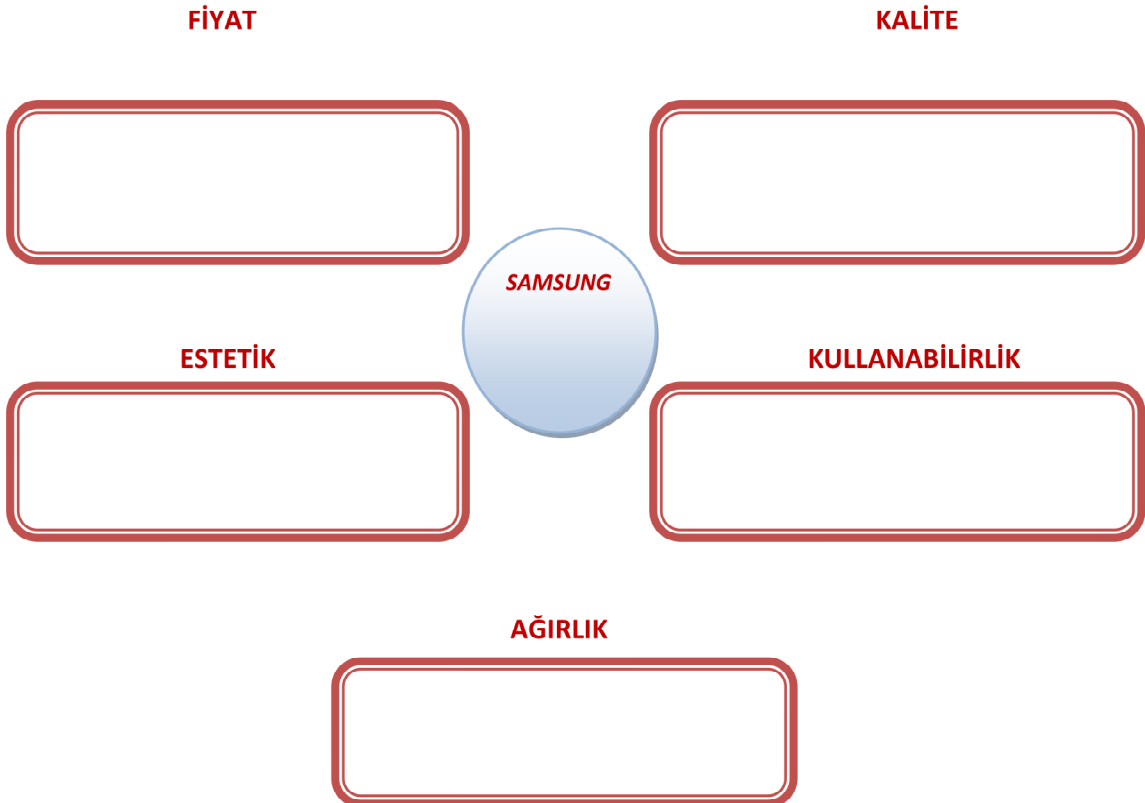 FİYAT
KALİTE
SAMSUNG
ESTETİK
KULLANABİLİRLİK
AĞIRLIK